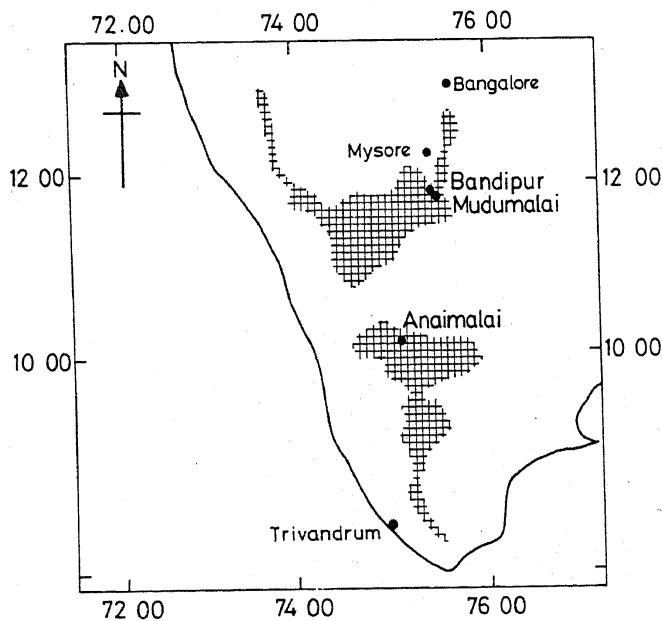 72.00 74 00 76 00
N
Bangalore
Mysore
12 00 12 00
Bandipur
Mudumalai
Anaimalai
10 00 10 00
Trivandrum
72 00 74 00 76 00